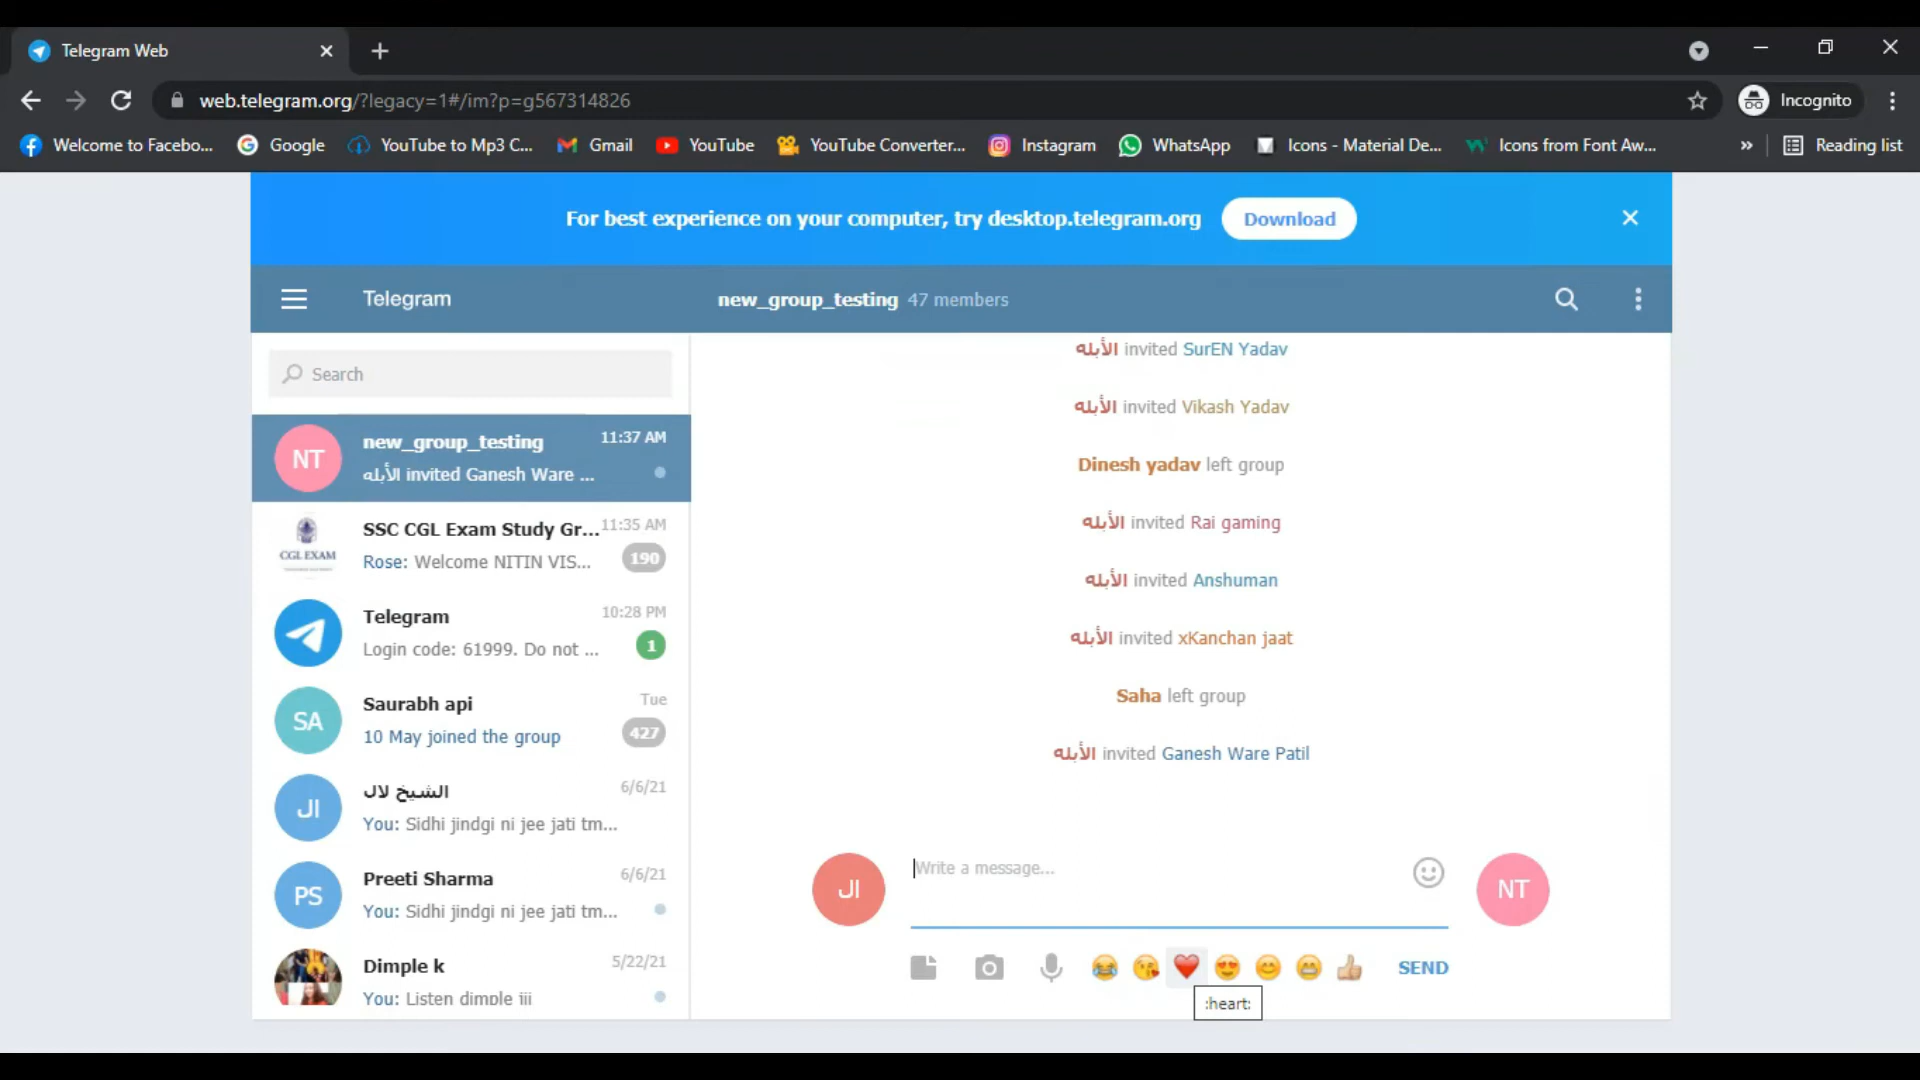 Telegram Web
web.telegram.org/?legacy=1#/im?p=g567314826
Incognito
Welcome to Facebo...
Google
YouTube to Mp3 C...
Gmail
YouTube
YouTube Converter...
Instagram
WhatsApp
Icons - Material De...
Icons from Font Aw...
Reading list
For best experience on your computer, try desktop.telegram.org
Download
Telegram
new_group_testing 47 members
Search
NT
new_group_testing
11:37 AM
الأبله invited Ganesh Ware ...
CGL EXAM
SSC CGL Exam Study Gr...
11:35 AM
Rose: Welcome NITIN VIS...
190
Telegram
10:28 PM
Login code: 61999. Do not ...
1
SA
Saurabh api
Tue
10 May joined the group
427
ال
الشيخ لال
6/6/21
You: Sidhi jindgi ni jee jati tm...
PS
Preeti Sharma
6/6/21
You: Sidhi jindgi ni jee jati tm...
Dimple k
5/22/21
You: Listen dimple iii
الأبله invited SurEN Yadav
الأبله invited Vikash Yadav
Dinesh yadav left group
الأبله invited Rai gaming
الأبله invited Anshuman
الأبله invited xKanchan jaat
Saha left group
الأبله invited Ganesh Ware Patil
ال
Write a message...
NT
SEND
:heart: